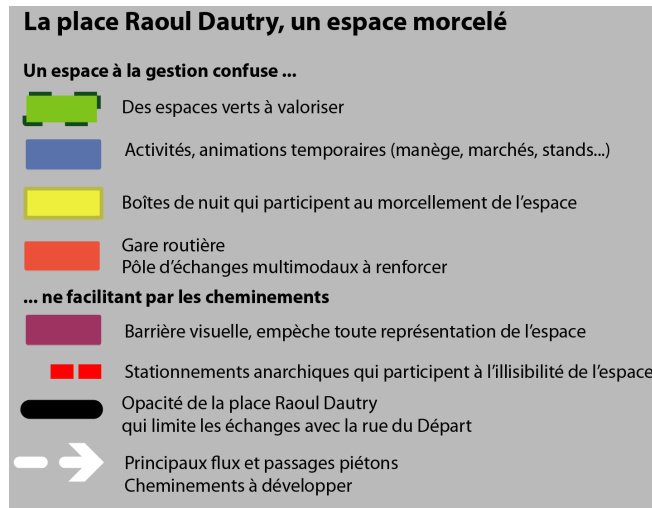 La place Raoul Dautry, un espace morcelé
Un espace à la gestion confuse ...
Des espaces verts à valoriser
Activités, animations temporaires (manège, marchés, stands...)
Boîtes de nuit qui participent au morcellement de l'espace
Gare routière
Pôle d'échanges multimodaux à renforcer
... ne facilitant par les cheminements
Barrière visuelle, empèche toute représentation de l'espace
Stationnements anarchiques qui participent à l'illisibilité de l'espace
Opacité de la place Raoul Dautry
qui limite les échanges avec la rue du Départ
Principaux flux et passages piétons
Cheminements à développer